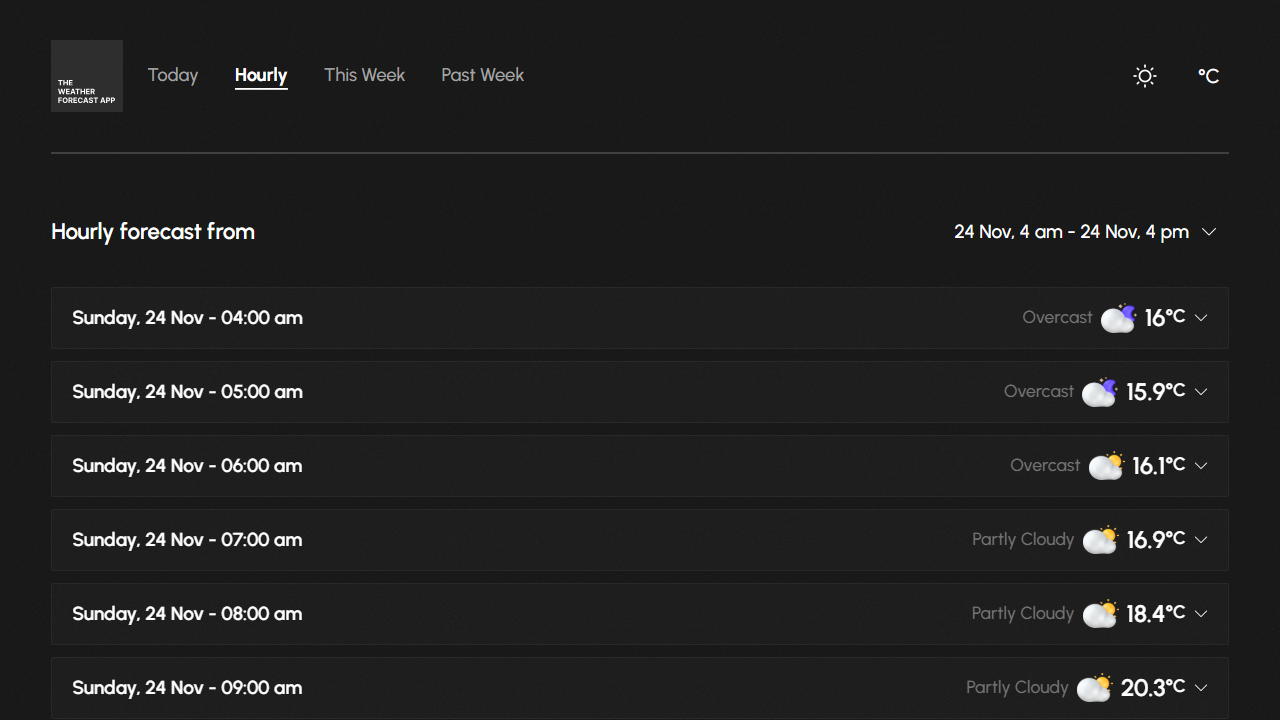 THE
WEATHER
FORECAST APP
Today Hourly This Week Past Week °C
Hourly forecast from 24 Nov, 4 am - 24 Nov, 4 pm
Sunday, 24 Nov - 04:00 am Overcast 16°C
Sunday, 24 Nov - 05:00 am Overcast 15.9°C
Sunday, 24 Nov - 06:00 am Overcast 16.1°C
Sunday, 24 Nov - 07:00 am Partly Cloudy 16.9°C
Sunday, 24 Nov - 08:00 am Partly Cloudy 18.4°C
Sunday, 24 Nov - 09:00 am Partly Cloudy 20.3°C